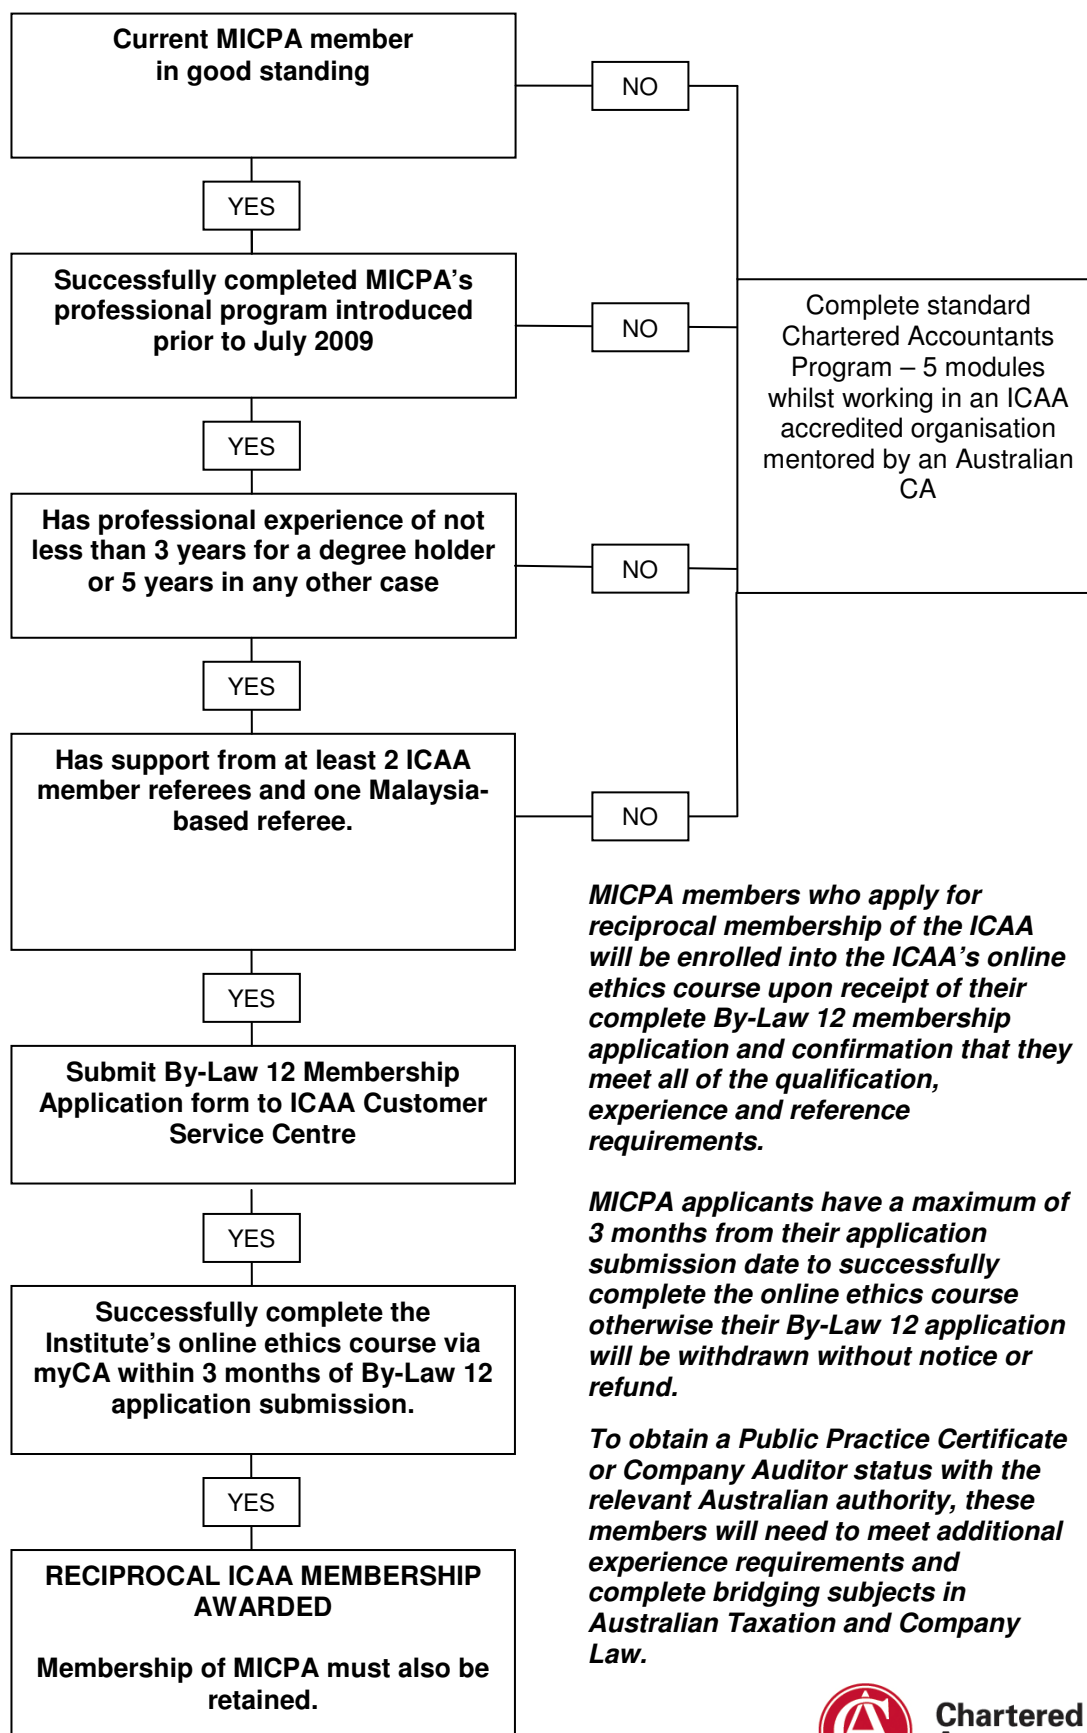 Current MICPA member
in good standing
NO
YES
Successfully completed MICPA's
professional program introduced
prior to July 2009
NO
Complete standard
Chartered Accountants
Program – 5 modules
whilst working in an ICAA
accredited organisation
mentored by an Australian
CA
YES
Has professional experience of not
less than 3 years for a degree holder
or 5 years in any other case
NO
YES
Has support from at least 2 ICAA
member referees and one Malaysia-
based referee.
NO
YES
Submit By-Law 12 Membership
Application form to ICAA Customer
Service Centre
YES
Successfully complete the
Institute's online ethics course via
myCA within 3 months of By-Law 12
application submission.
YES
RECIPROCAL ICAA MEMBERSHIP
AWARDED
Membership of MICPA must also be
retained.
MICPA members who apply for
reciprocal membership of the ICAA
will be enrolled into the ICAA's online
ethics course upon receipt of their
complete By-Law 12 membership
application and confirmation that they
meet all of the qualification,
experience and reference
requirements.
MICPA applicants have a maximum of
3 months from their application
submission date to successfully
complete the online ethics course
otherwise their By-Law 12 application
will be withdrawn without notice or
refund.
To obtain a Public Practice Certificate
or Company Auditor status with the
relevant Australian authority, these
members will need to meet additional
experience requirements and
complete bridging subjects in
Australian Taxation and Company
Law.
Chartered